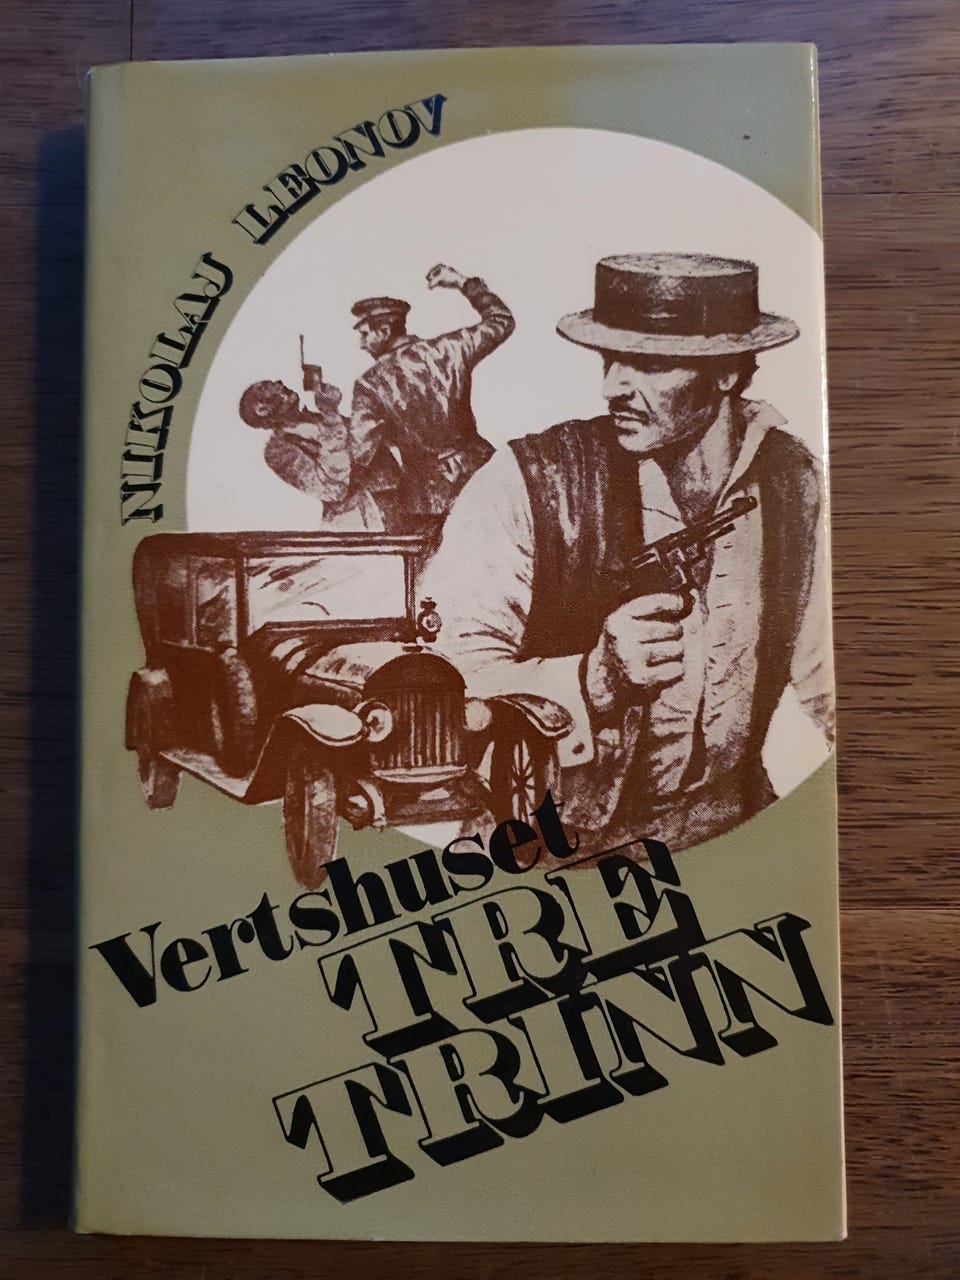 NIKOLAJ LEONOV
Vertshuset
TRE
TRINN